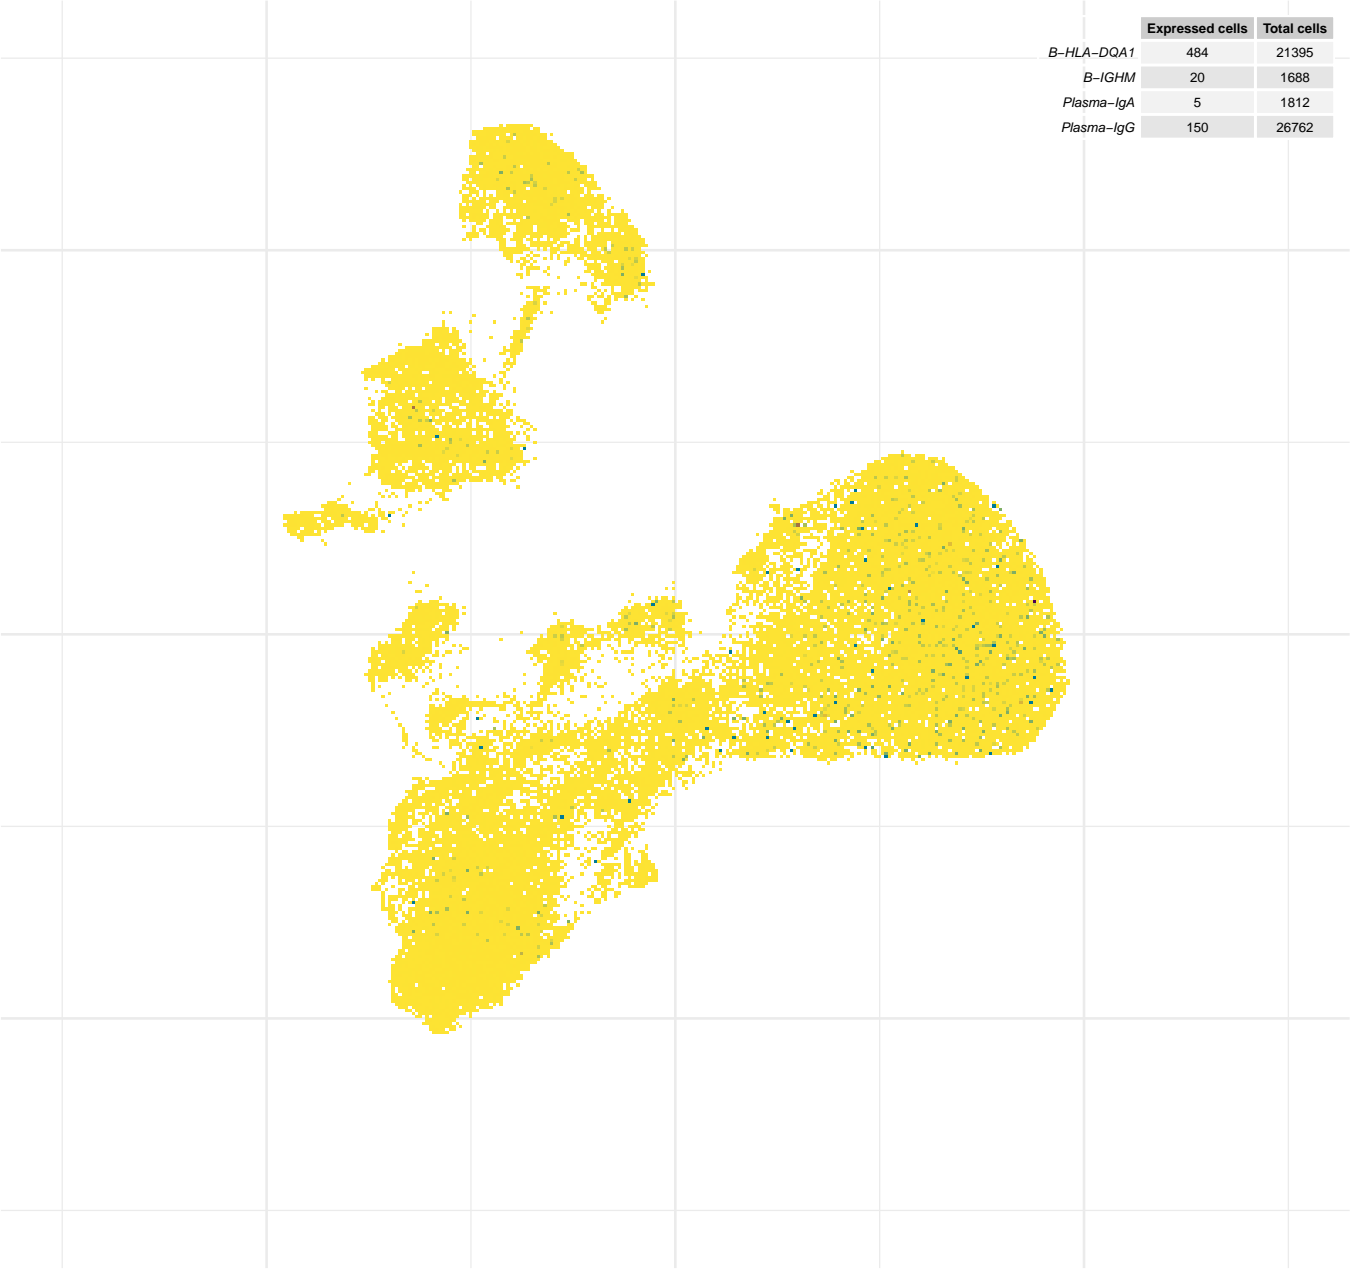 Expressed cells Total cells
B−HLA−DQA1 484 21395
B−IGHM 20 1688
Plasma−IgA 5 1812
Plasma−IgG 150 26762